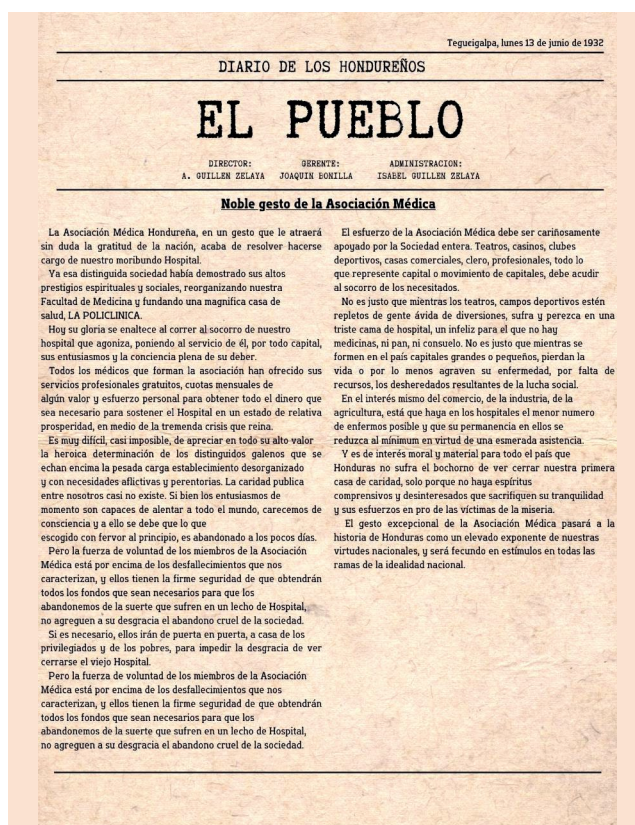 Tegucigalpa, lunes 13 de junio de 1932
DIARIO DE LOS HONDUREÑOS
EL PUEBLO
DIRECTOR:
A. GUILLEN ZELAYA
GERENTE:
JOAQUIN BONILLA
ADMINISTRACION:
ISABEL GUILLEN ZELAYA
Noble gesto de la Asociación Médica
La Asociación Médica Hondureña, en un gesto que le atraerá
sin duda la gratitud de la nación, acaba de resolver hacerse
cargo de nuestro moribundo Hospital.
Ya esa distinguida sociedad había demostrado sus altos
prestigios espirituales y sociales, reorganizando nuestra
Facultad de Medicina y fundando una magnifica casa de
salud, LA POLICLINICA.
Hoy su gloria se enaltece al correr al socorro de nuestro
hospital que agoniza, poniendo al servicio de él, por todo capital,
sus entusiasmos y la conciencia plena de su deber.
Todos los médicos que forman la asociación han ofrecido sus
servicios profesionales gratuitos, cuotas mensuales de
algún valor y esfuerzo personal para obtener todo el dinero que
sea necesario para sostener el Hospital en un estado de relativa
prosperidad, en medio de la tremenda crisis que reina.
Es muy difícil, casi imposible, de apreciar en todo su alto valor
la heroica determinación de los distinguidos galenos que se
echan encima la pesada carga establecimiento desorganizado
y con necesidades aflictivas y perentorias. La caridad publica
entre nosotros casi no existe. Si bien los entusiasmos de
momento son capaces de alentar a todo el mundo, carecemos de
consciencia y a ello se debe que lo que
escogido con fervor al principio, es abandonado a los pocos días.
Pero la fuerza de voluntad de los miembros de la Asociación
Médica está por encima de los desfallecimientos que nos
caracterizan, y ellos tienen la firme seguridad de que obtendrán
todos los fondos que sean necesarios para que los
abandonemos de la suerte que sufren en un lecho de Hospital,
no agreguen a su desgracia el abandono cruel de la sociedad.
Si es necesario, ellos irán de puerta en puerta, a casa de los
privilegiados y de los pobres, para impedir la desgracia de ver
cerrarse el viejo Hospital.
Pero la fuerza de voluntad de los miembros de la Asociación
Médica está por encima de los desfallecimientos que nos
caracterizan, y ellos tienen la firme seguridad de que obtendrán
todos los fondos que sean necesarios para que los
abandonemos de la suerte que sufren en un lecho de Hospital,
no agreguen a su desgracia el abandono cruel de la sociedad.
El esfuerzo de la Asociación Médica debe ser cariñosamente
apoyado por la Sociedad entera. Teatros, casinos, clubes
deportivos, casas comerciales, clero, profesionales, todo lo
que represente capital o movimiento de capitales, debe acudir
al socorro de los necesitados.
No es justo que mientras los teatros, campos deportivos estén
repletos de gente ávida de diversiones, sufra y perezca en una
triste cama de hospital, un infeliz para el que no hay
medicinas, ni pan, ni consuelo. No es justo que mientras se
formen en el país capitales grandes o pequeños, pierdan la
vida o por lo menos agraven su enfermedad, por falta de
recursos, los desheredados resultantes de la lucha social.
En el interés mismo del comercio, de la industria, de la
agricultura, está que haya en los hospitales el menor numero
de enfermos posible y que su permanencia en ellos se
reduzca al mínimum en virtud de una esmerada asistencia.
Y es de interés moral y material para todo el país que
Honduras no sufra el bochorno de ver cerrar nuestra primera
casa de caridad, solo porque no haya espíritus
comprensivos y desinteresados que sacrifiquen su tranquilidad
y sus esfuerzos en pro de las víctimas de la miseria.
El gesto excepcional de la Asociación Médica pasará a la
historia de Honduras como un elevado exponente de nuestras
virtudes nacionales, y será fecundo en estímulos en todas las
ramas de la idealidad nacional.